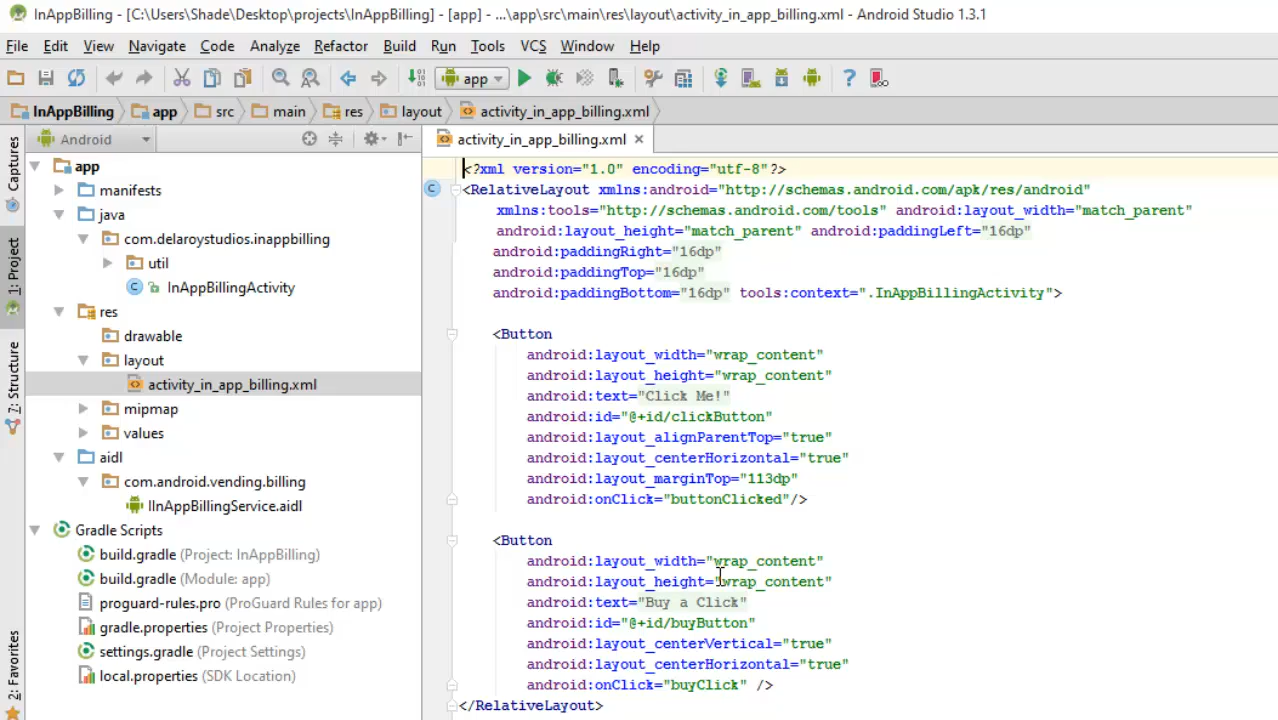 InAppBilling - [C:\Users\Shade\Desktop\projects\InAppBilling] - [app] - ...\app\src\main\res\layout\activity_in_app_billing.xml - Android Studio 1.3.1
File Edit View Navigate Code Analyze Refactor Build Run Tools VCS Window Help
app
InAppBilling app src main res layout activity_in_app_billing.xml
Captures
1: Project
7: Structure
2: Favorites
Android
app
manifests
java
com.delaroystudios.inappbilling
util
InAppBillingActivity
res
drawable
layout
activity_in_app_billing.xml
mipmap
values
aidl
com.android.vending.billing
IInAppBillingService.aidl
Gradle Scripts
build.gradle (Project: InAppBilling)
build.gradle (Module: app)
proguard-rules.pro (ProGuard Rules for app)
gradle.properties (Project Properties)
settings.gradle (Project Settings)
local.properties (SDK Location)
activity_in_app_billing.xml
<?xml version="1.0" encoding="utf-8"?>
<RelativeLayout xmlns:android="http://schemas.android.com/apk/res/android"
xmlns:tools="http://schemas.android.com/tools" android:layout_width="match_parent"
android:layout_height="match_parent" android:paddingLeft="16dp"
android:paddingRight="16dp"
android:paddingTop="16dp"
android:paddingBottom="16dp" tools:context=".InAppBillingActivity">
<Button
android:layout_width="wrap_content"
android:layout_height="wrap_content"
android:text="Click Me!"
android:id="@+id/clickButton"
android:layout_alignParentTop="true"
android:layout_centerHorizontal="true"
android:layout_marginTop="113dp"
android:onClick="buttonClicked"/>
<Button
android:layout_width="wrap_content"
android:layout_height="wrap_content"
android:text="Buy a Click"
android:id="@+id/buyButton"
android:layout_centerVertical="true"
android:layout_centerHorizontal="true"
android:onClick="buyClick" />
</RelativeLayout>